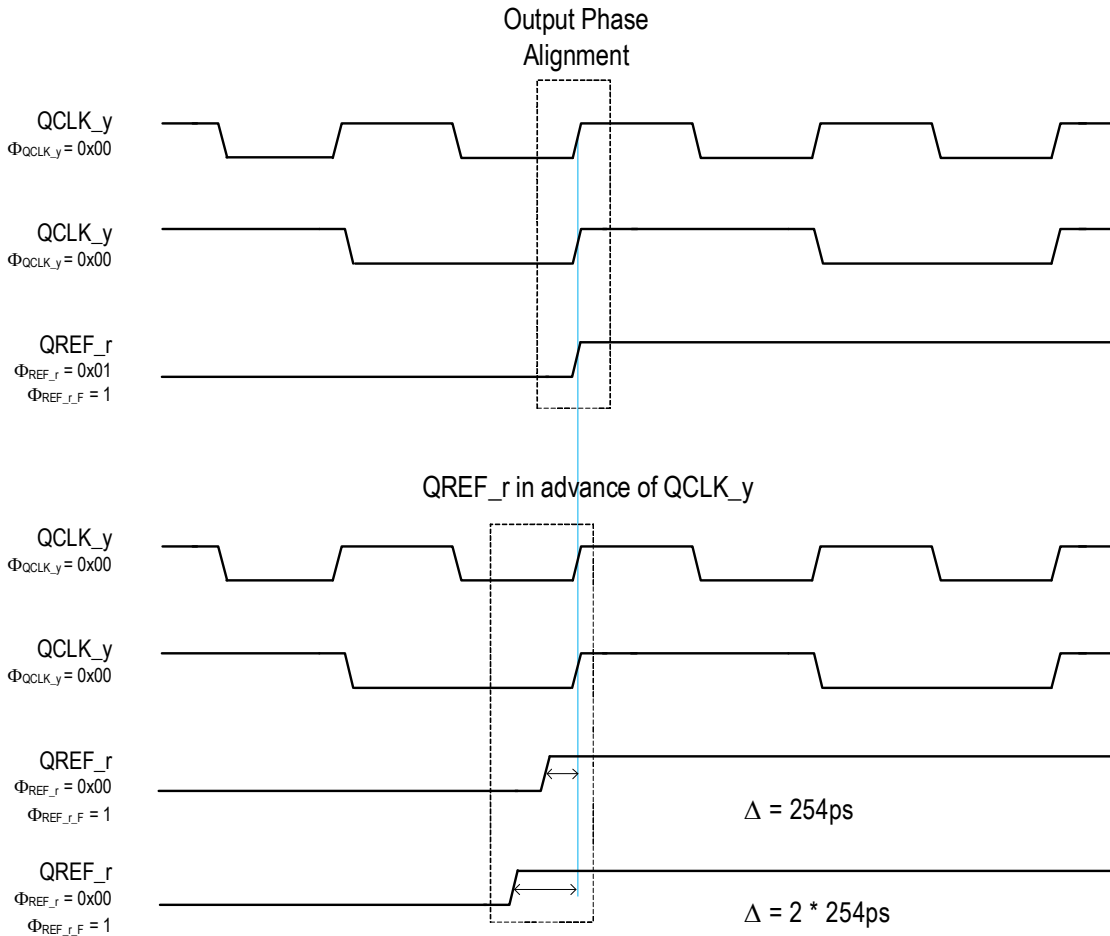 Output Phase
Alignment
QCLK_y
ΦQCLK_y = 0x00
QCLK_y
ΦQCLK_y = 0x00
QREF_r
ΦREF_r = 0x01
ΦREF_r_F = 1
QREF_r in advance of QCLK_y
QCLK_y
ΦQCLK_y = 0x00
QCLK_y
ΦQCLK_y = 0x00
QREF_r
ΦREF_r = 0x00
ΦREF_r_F = 1
Δ = 254ps
QREF_r
ΦREF_r = 0x00
ΦREF_r_F = 1
Δ = 2 * 254ps